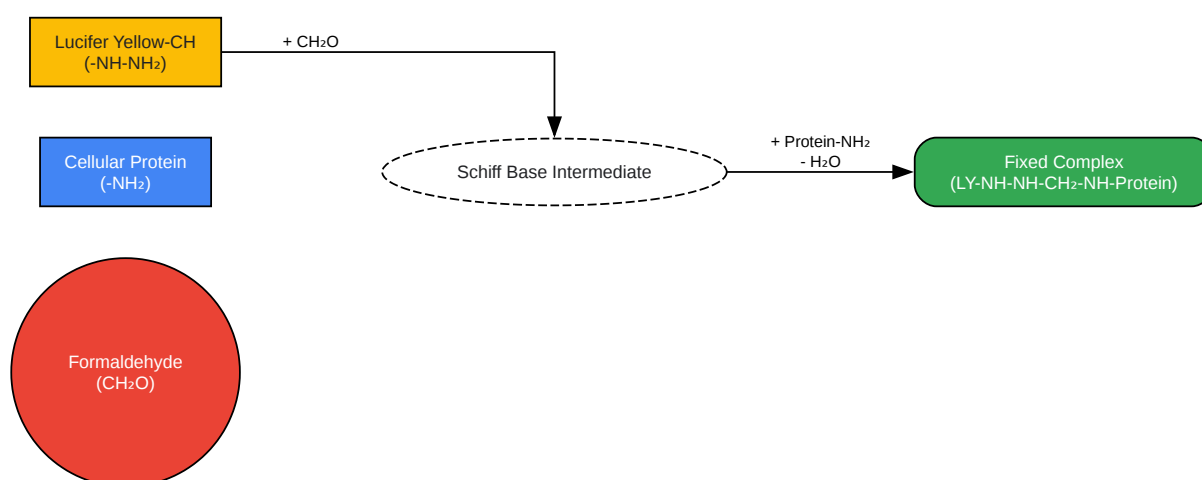 Lucifer Yellow-CH
(-NH-NH₂)
+ CH₂O
Cellular Protein
(-NH₂)
Schiff Base Intermediate
+ Protein-NH₂
- H₂O
Fixed Complex
(LY-NH-NH-CH₂-NH-Protein)
Formaldehyde
(CH₂O)